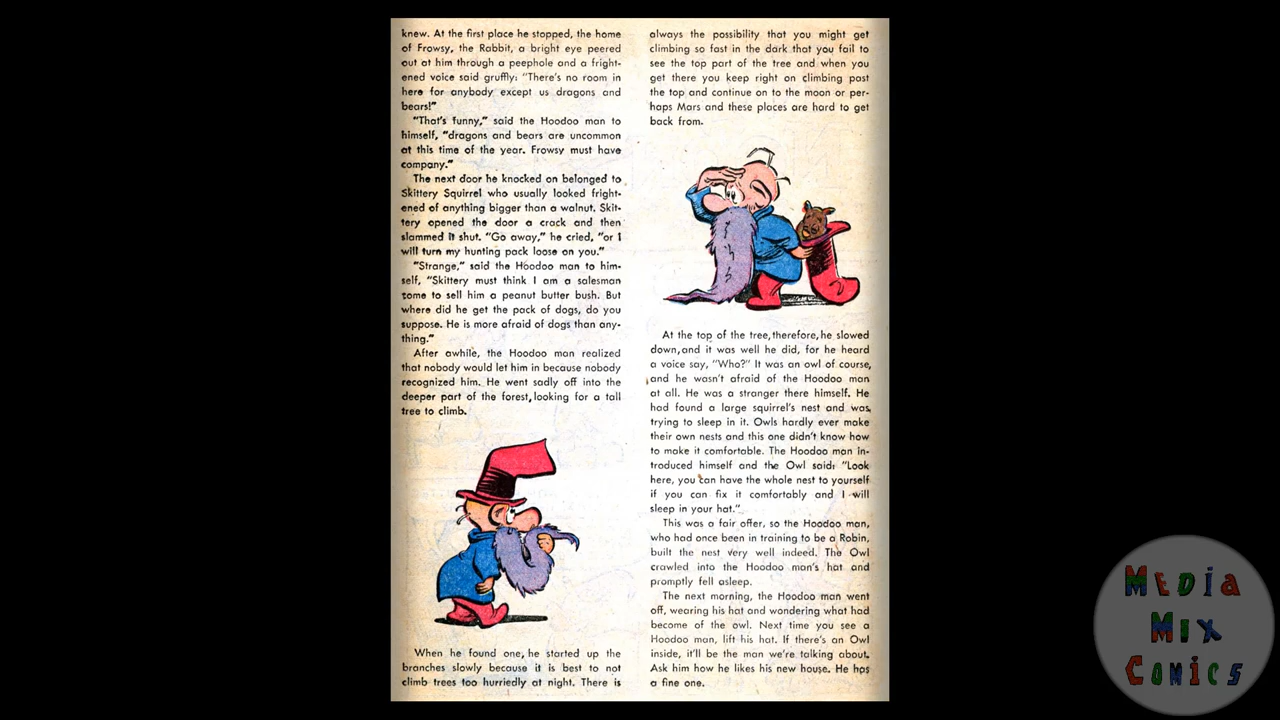 knew. At the first place he stopped, the home
of Frowsy, the Rabbit, a bright eye peered
out at him through a peephole and a fright-
ened voice said gruffly: "There's no room in
here for anybody except us dragons and
bears!"
"That's funny," said the Hoodoo man to
himself, "dragons and bears are uncommon
at this time of the year. Frowsy must have
company."
The next door he knocked on belonged to
Skittery Squirrel who usually looked fright-
ened of anything bigger than a walnut. Skit-
tery opened the door a crack and then
slammed it shut. "Go away," he cried, "or I
will turn my hunting pack loose on you."
"Strange," said the Hoodoo man to him-
self, "Skittery must think I am a salesman
come to sell him a peanut butter bush. But
where did he get the pack of dogs, do you
suppose. He is more afraid of dogs than any-
thing."
After awhile, the Hoodoo man realized
that nobody would let him in because nobody
recognized him. He went sadly off into the
deeper part of the forest, looking for a tall
tree to climb.
When he found one, he started up the
branches slowly because it is best to not
climb trees too hurriedly at night. There is
always the possibility that you might get
climbing so fast in the dark that you fail to
see the top part of the tree and when you
get there you keep right on climbing past
the top and continue on to the moon or per-
haps Mars and these places are hard to get
back from.
At the top of the tree, therefore, he slowed
down, and it was well he did, for he heard
a voice say, "Who?" It was an owl of course,
and he wasn't afraid of the Hoodoo man
at all. He was a stranger there himself. He
had found a large squirrel's nest and was
trying to sleep in it. Owls hardly ever make
their own nests and this one didn't know how
to make it comfortable. The Hoodoo man in-
troduced himself and the Owl said: "Look
here, you can have the whole nest to yourself
if you can fix it comfortably and I will
sleep in your hat."
This was a fair offer, so the Hoodoo man,
who had once been in training to be a Robin,
built the nest very well indeed. The Owl
crawled into the Hoodoo man's hat and
promptly fell asleep.
The next morning, the Hoodoo man went
off, wearing his hat and wondering what had
become of the owl. Next time you see a
Hoodoo man, lift his hat. If there's an Owl
inside, it'll be the man we're talking about.
Ask him how he likes his new house. He has
a fine one.
MEDiA
MiX
COMICS